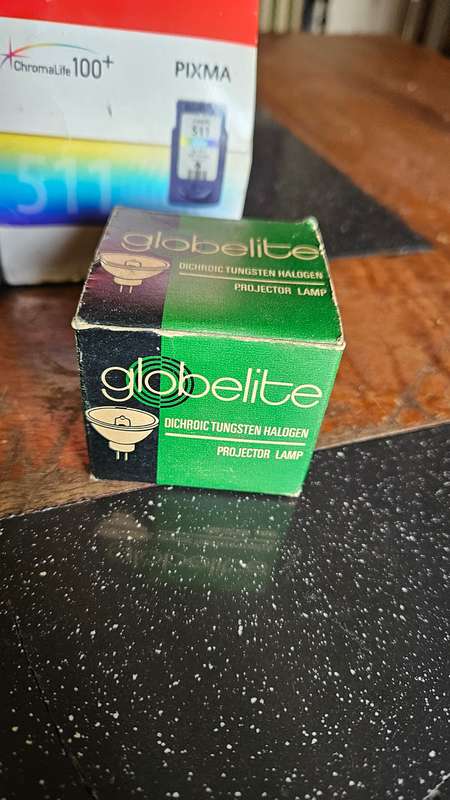 ChromaLife 100+
PIXMA
511
511
globelite
DICHROIC TUNGSTEN HALOGEN
PROJECTOR LAMP
globelite
DICHROIC TUNGSTEN HALOGEN
PROJECTOR LAMP